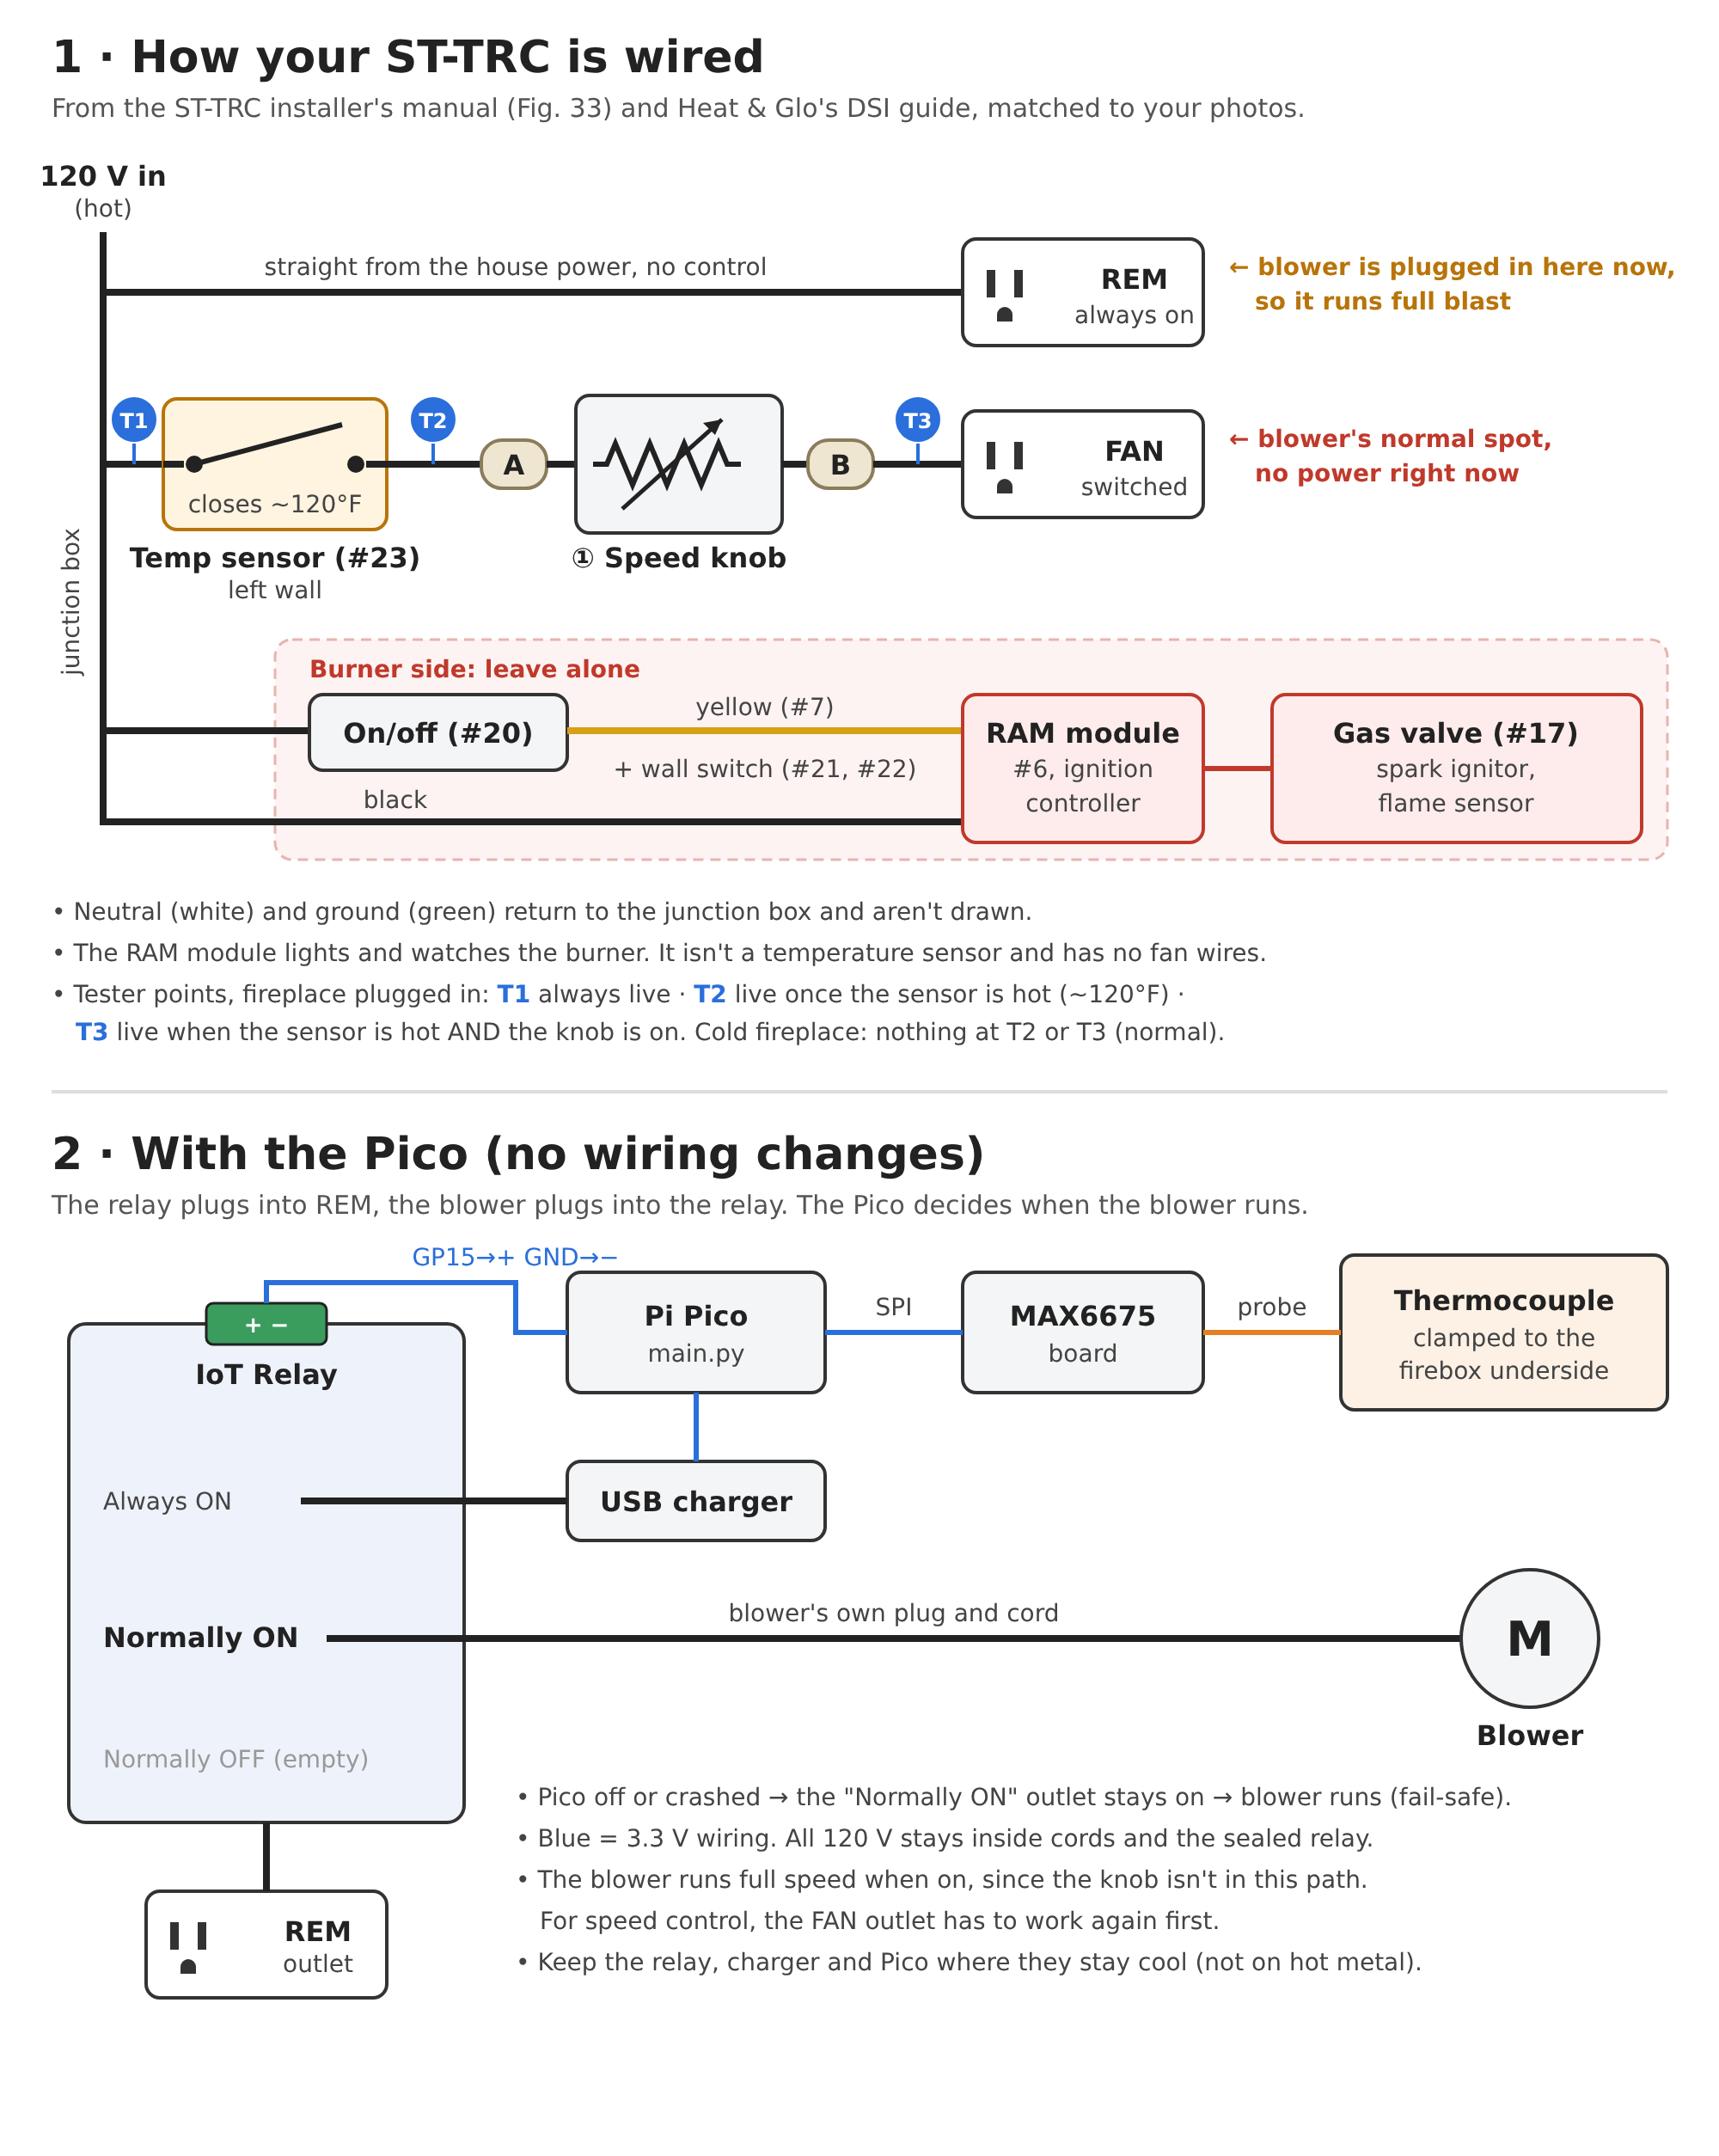 1 · How your ST-TRC is wired
From the ST-TRC installer's manual (Fig. 33) and Heat & Glo's DSI guide, matched to your photos.
120 V in
(hot)
straight from the house power, no control
REM
always on
← blower is plugged in here now,
so it runs full blast
T1
T2
T3
A
B
closes ~120°F
FAN
switched
← blower's normal spot,
no power right now
Temp sensor (#23)
left wall
① Speed knob
junction box
Burner side: leave alone
On/off (#20)
yellow (#7)
+ wall switch (#21, #22)
black
RAM module
#6, ignition
controller
Gas valve (#17)
spark ignitor,
flame sensor
• Neutral (white) and ground (green) return to the junction box and aren't drawn.
• The RAM module lights and watches the burner. It isn't a temperature sensor and has no fan wires.
• Tester points, fireplace plugged in: T1 always live · T2 live once the sensor is hot (~120°F) ·
T3 live when the sensor is hot AND the knob is on. Cold fireplace: nothing at T2 or T3 (normal).
2 · With the Pico (no wiring changes)
The relay plugs into REM, the blower plugs into the relay. The Pico decides when the blower runs.
GP15→+ GND→−
+ −
IoT Relay
Pi Pico
main.py
SPI
MAX6675
board
probe
Thermocouple
clamped to the
firebox underside
Always ON
USB charger
Normally ON
blower's own plug and cord
M
Blower
Normally OFF (empty)
• Pico off or crashed → the "Normally ON" outlet stays on → blower runs (fail-safe).
• Blue = 3.3 V wiring. All 120 V stays inside cords and the sealed relay.
• The blower runs full speed when on, since the knob isn't in this path.
For speed control, the FAN outlet has to work again first.
• Keep the relay, charger and Pico where they stay cool (not on hot metal).
REM
outlet